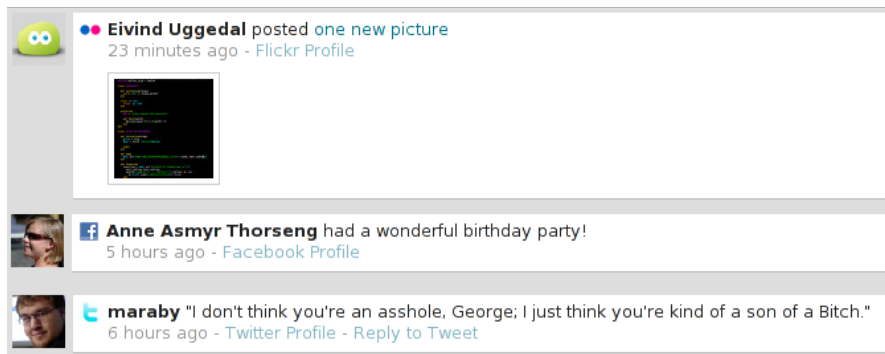 Eivind Uggedal posted one new picture
23 minutes ago - Flickr Profile
Anne Asmyr Thorseng had a wonderful birthday party!
5 hours ago - Facebook Profile
maraby "I don't think you're an asshole, George; I just think you're kind of a son of a Bitch."
6 hours ago - Twitter Profile - Reply to Tweet